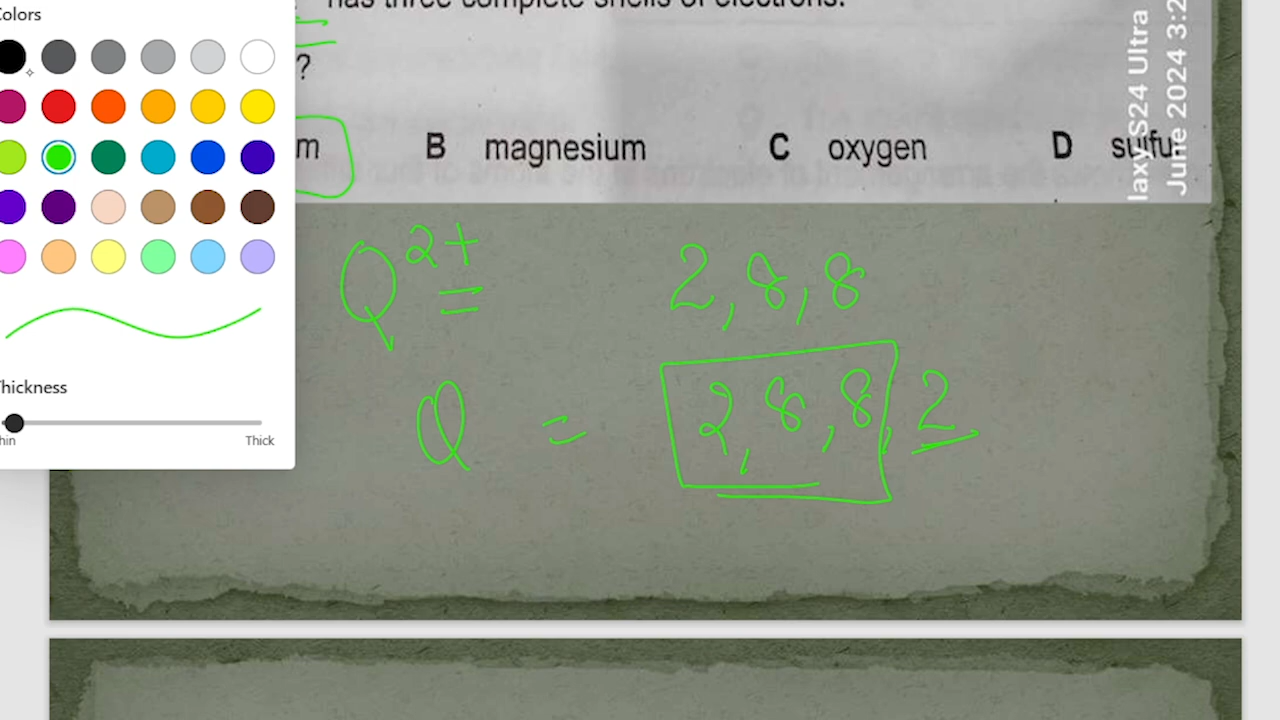 Colors
has three complete shells of electrons.
?
m
B magnesium C oxygen D sulfur
laxy S24 Ultra
June 2024 3:2
Q2+ 2,8,8
Q = 2,8,8,2
Thickness
Thin Thick